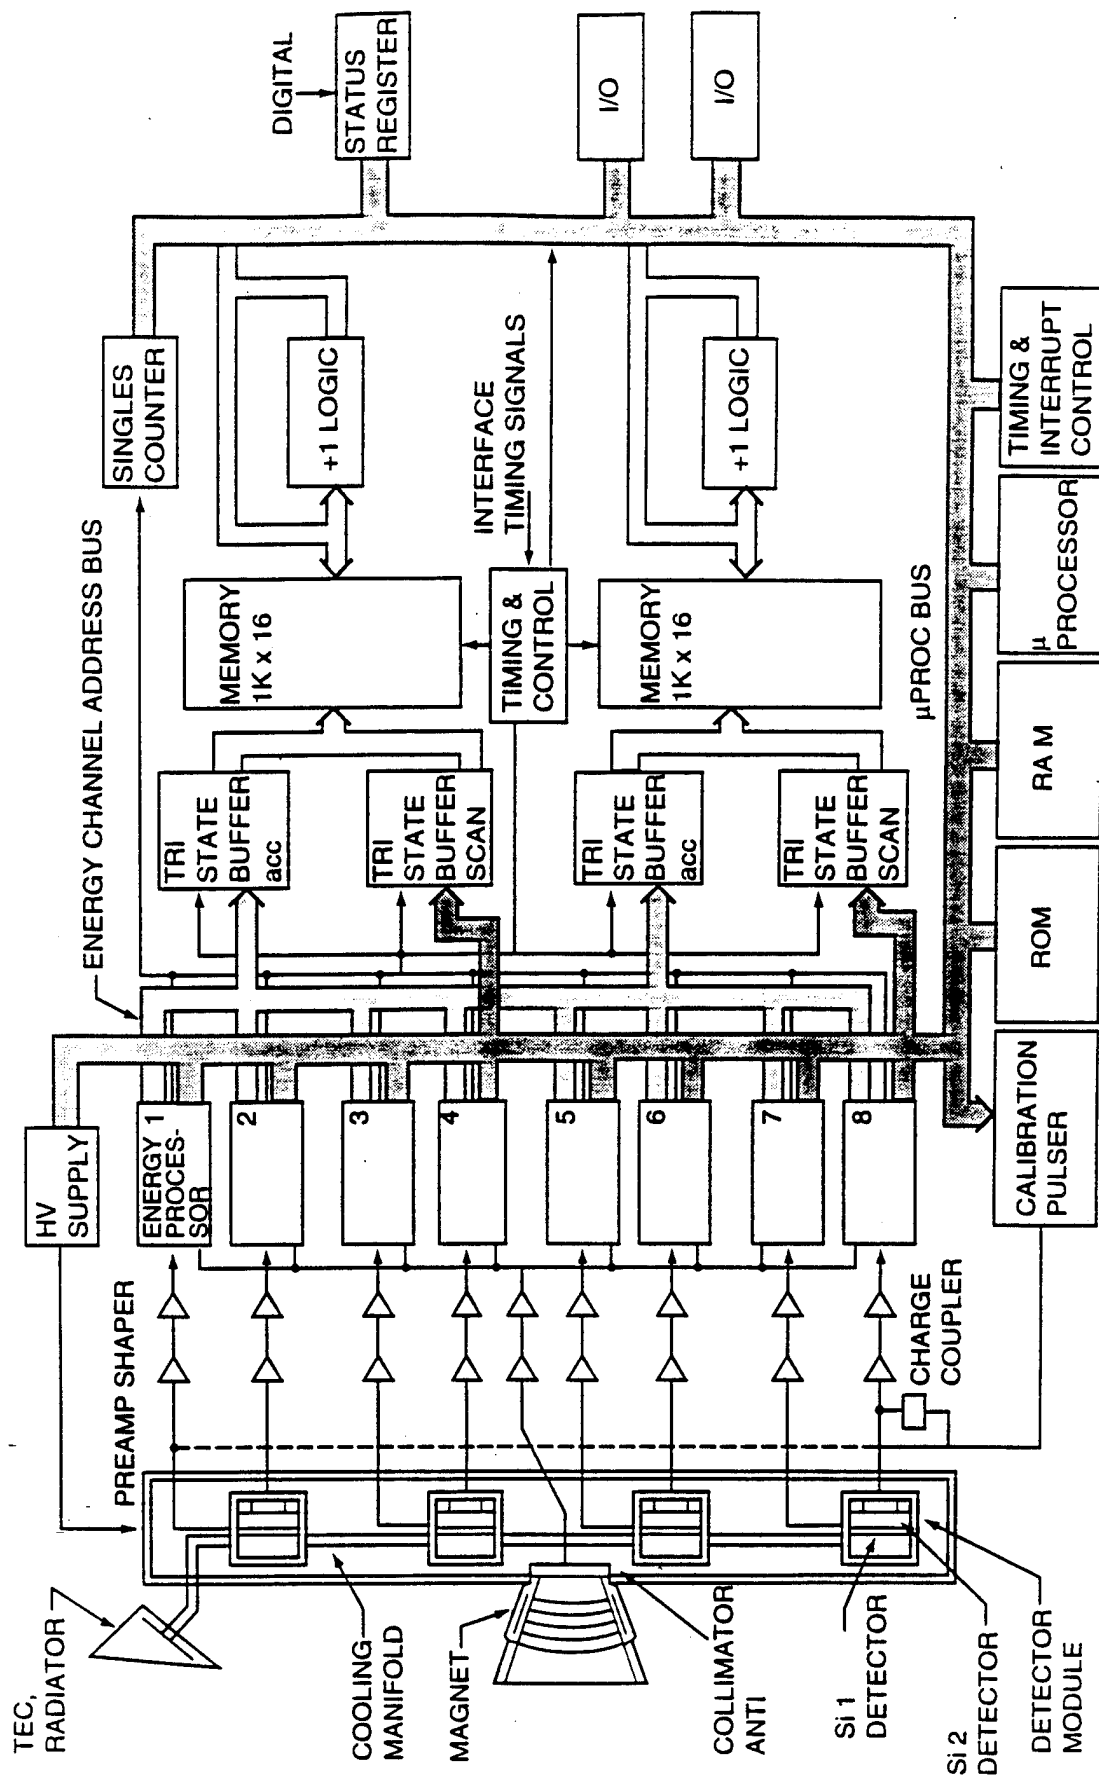 TEC,
RADIATOR
COOLING
MANIFOLD
MAGNET
COLLIMATOR
ANTI
Si 1
DETECTOR
Si 2
DETECTOR
DETECTOR
MODULE
PREAMP SHAPER
CHARGE
COUPLER
HV
SUPPLY
ENERGY 1
PROCES-
SOR
2
3
4
5
6
7
8
CALIBRATION
PULSER
ENERGY CHANNEL ADDRESS BUS
TRI
STATE
BUFFER
acc
TRI
STATE
BUFFER
SCAN
TRI
STATE
BUFFER
acc
TRI
STATE
BUFFER
SCAN
MEMORY
1K x 16
TIMING &
CONTROL
MEMORY
1K x 16
INTERFACE
TIMING SIGNALS
SINGLES
COUNTER
+1 LOGIC
+1 LOGIC
μPROC BUS
DIGITAL
STATUS
REGISTER
I/O
I/O
ROM
RAM
μ
PROCESSOR
TIMING &
INTERRUPT
CONTROL